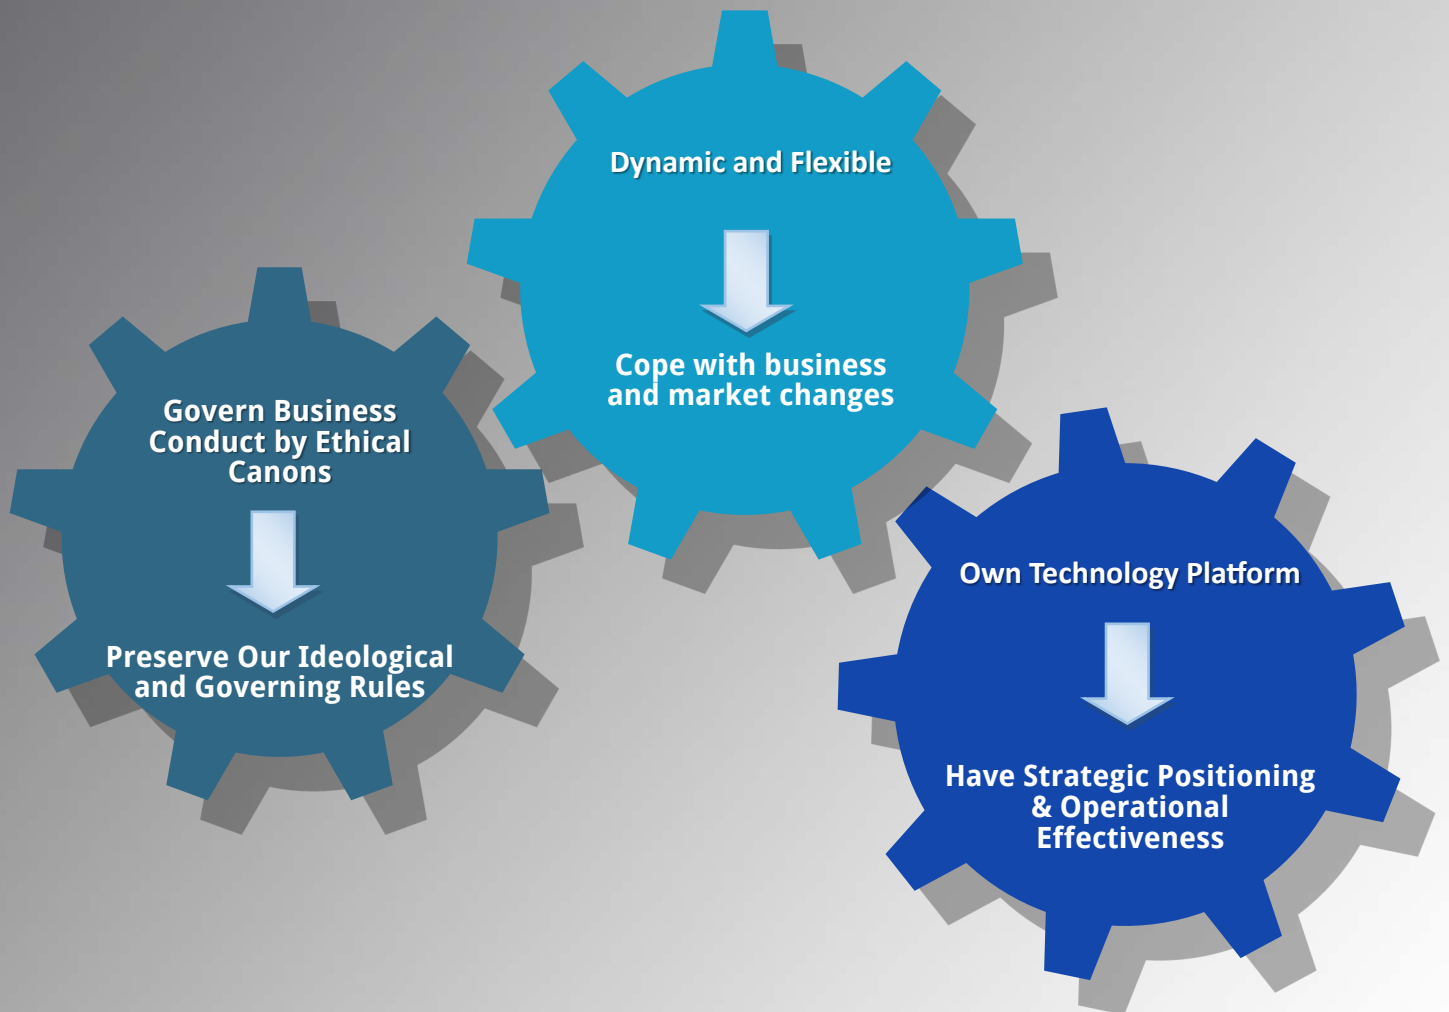 Dynamic and Flexible
Cope with business
and market changes
Govern Business
Conduct by Ethical
Canons
Preserve Our Ideological
and Governing Rules
Own Technology Platform
Have Strategic Positioning
& Operational
Effectiveness